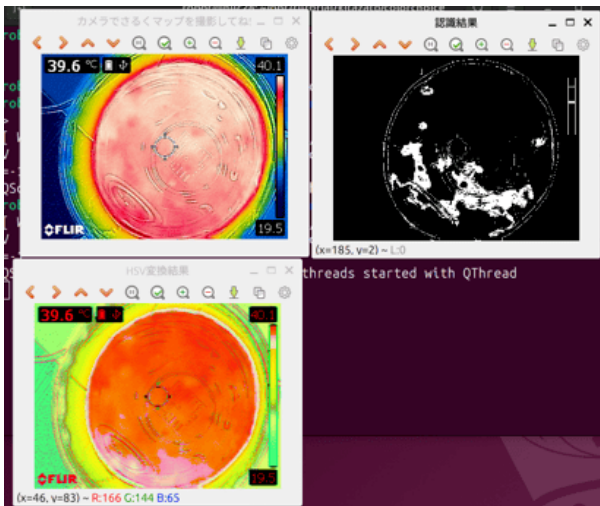 カメラでさるくマップを撮影してね!
39.6 °C
40.1
19.5
FLIR
認識結果
(x=185, y=2) ~ L:0
threads started with QThread
HSV変換結果
39.6 °C
40.1
19.5
FLIR
(x=46, y=83) ~ R:166 G:144 B:65